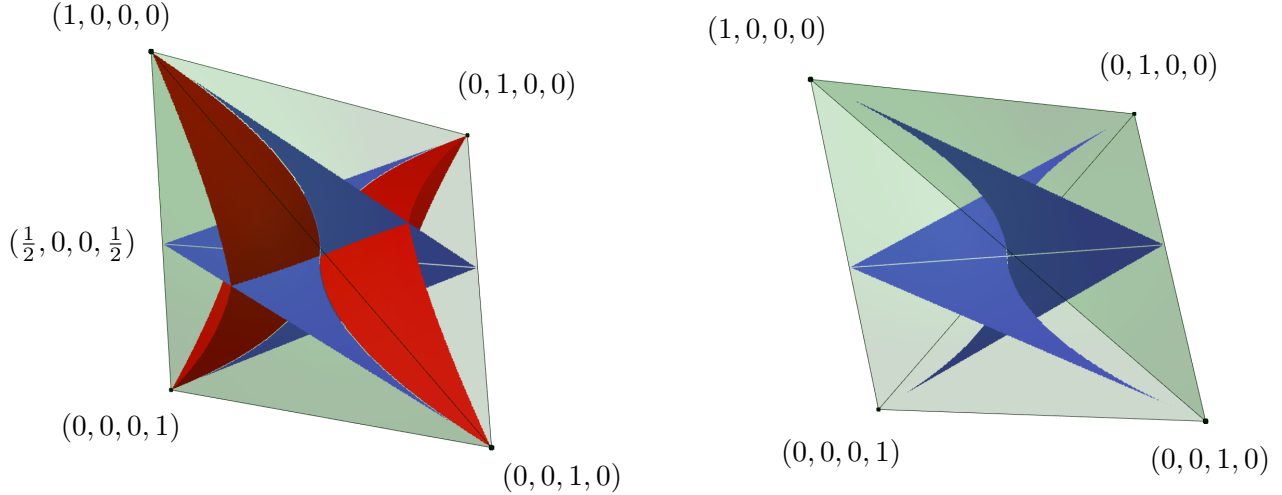 (1, 0, 0, 0)
(0, 1, 0, 0)
(½, 0, 0, ½)
(0, 0, 0, 1)
(0, 0, 1, 0)
(1, 0, 0, 0)
(0, 1, 0, 0)
(0, 0, 0, 1)
(0, 0, 1, 0)